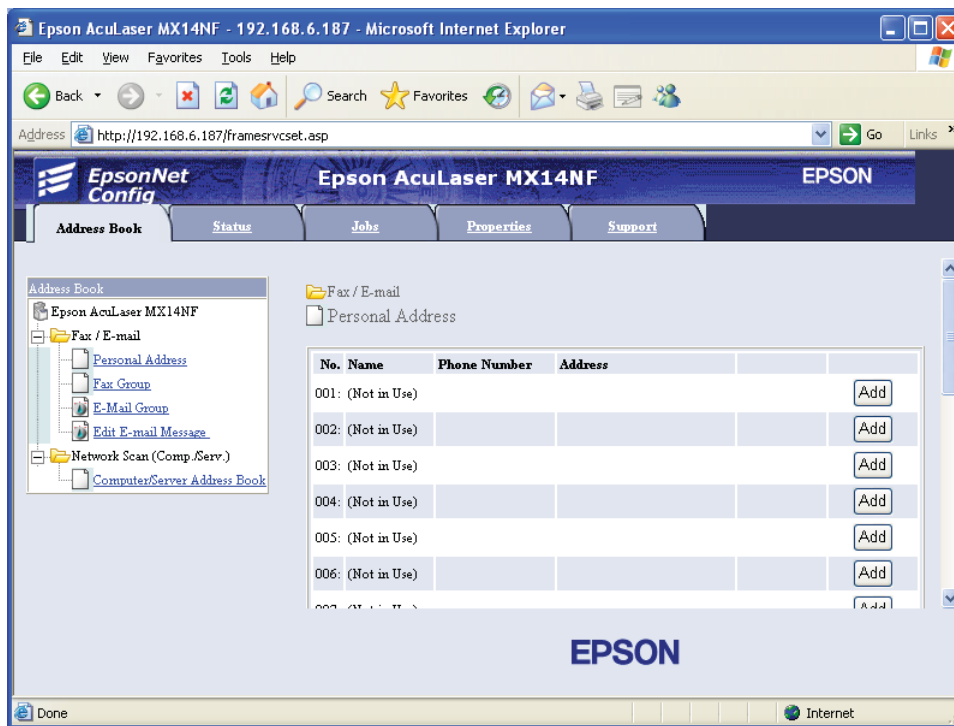 Epson AcuLaser MX14NF - 192.168.6.187 - Microsoft Internet Explorer
File Edit View Favorites Tools Help
Back Search Favorites
Address http://192.168.6.187/framesrvcset.asp Go Links
EpsonNet Config Epson AcuLaser MX14NF EPSON
Address Book Status Jobs Properties Support
Address Book
Epson AcuLaser MX14NF
Fax / E-mail
Personal Address
Fax Group
E-Mail Group
Edit E-mail Message
Network Scan (Comp./Serv.)
Computer/Server Address Book
Fax / E-mail
Personal Address
No. Name Phone Number Address
001: (Not in Use) Add
002: (Not in Use) Add
003: (Not in Use) Add
004: (Not in Use) Add
005: (Not in Use) Add
006: (Not in Use) Add
EPSON
Done Internet